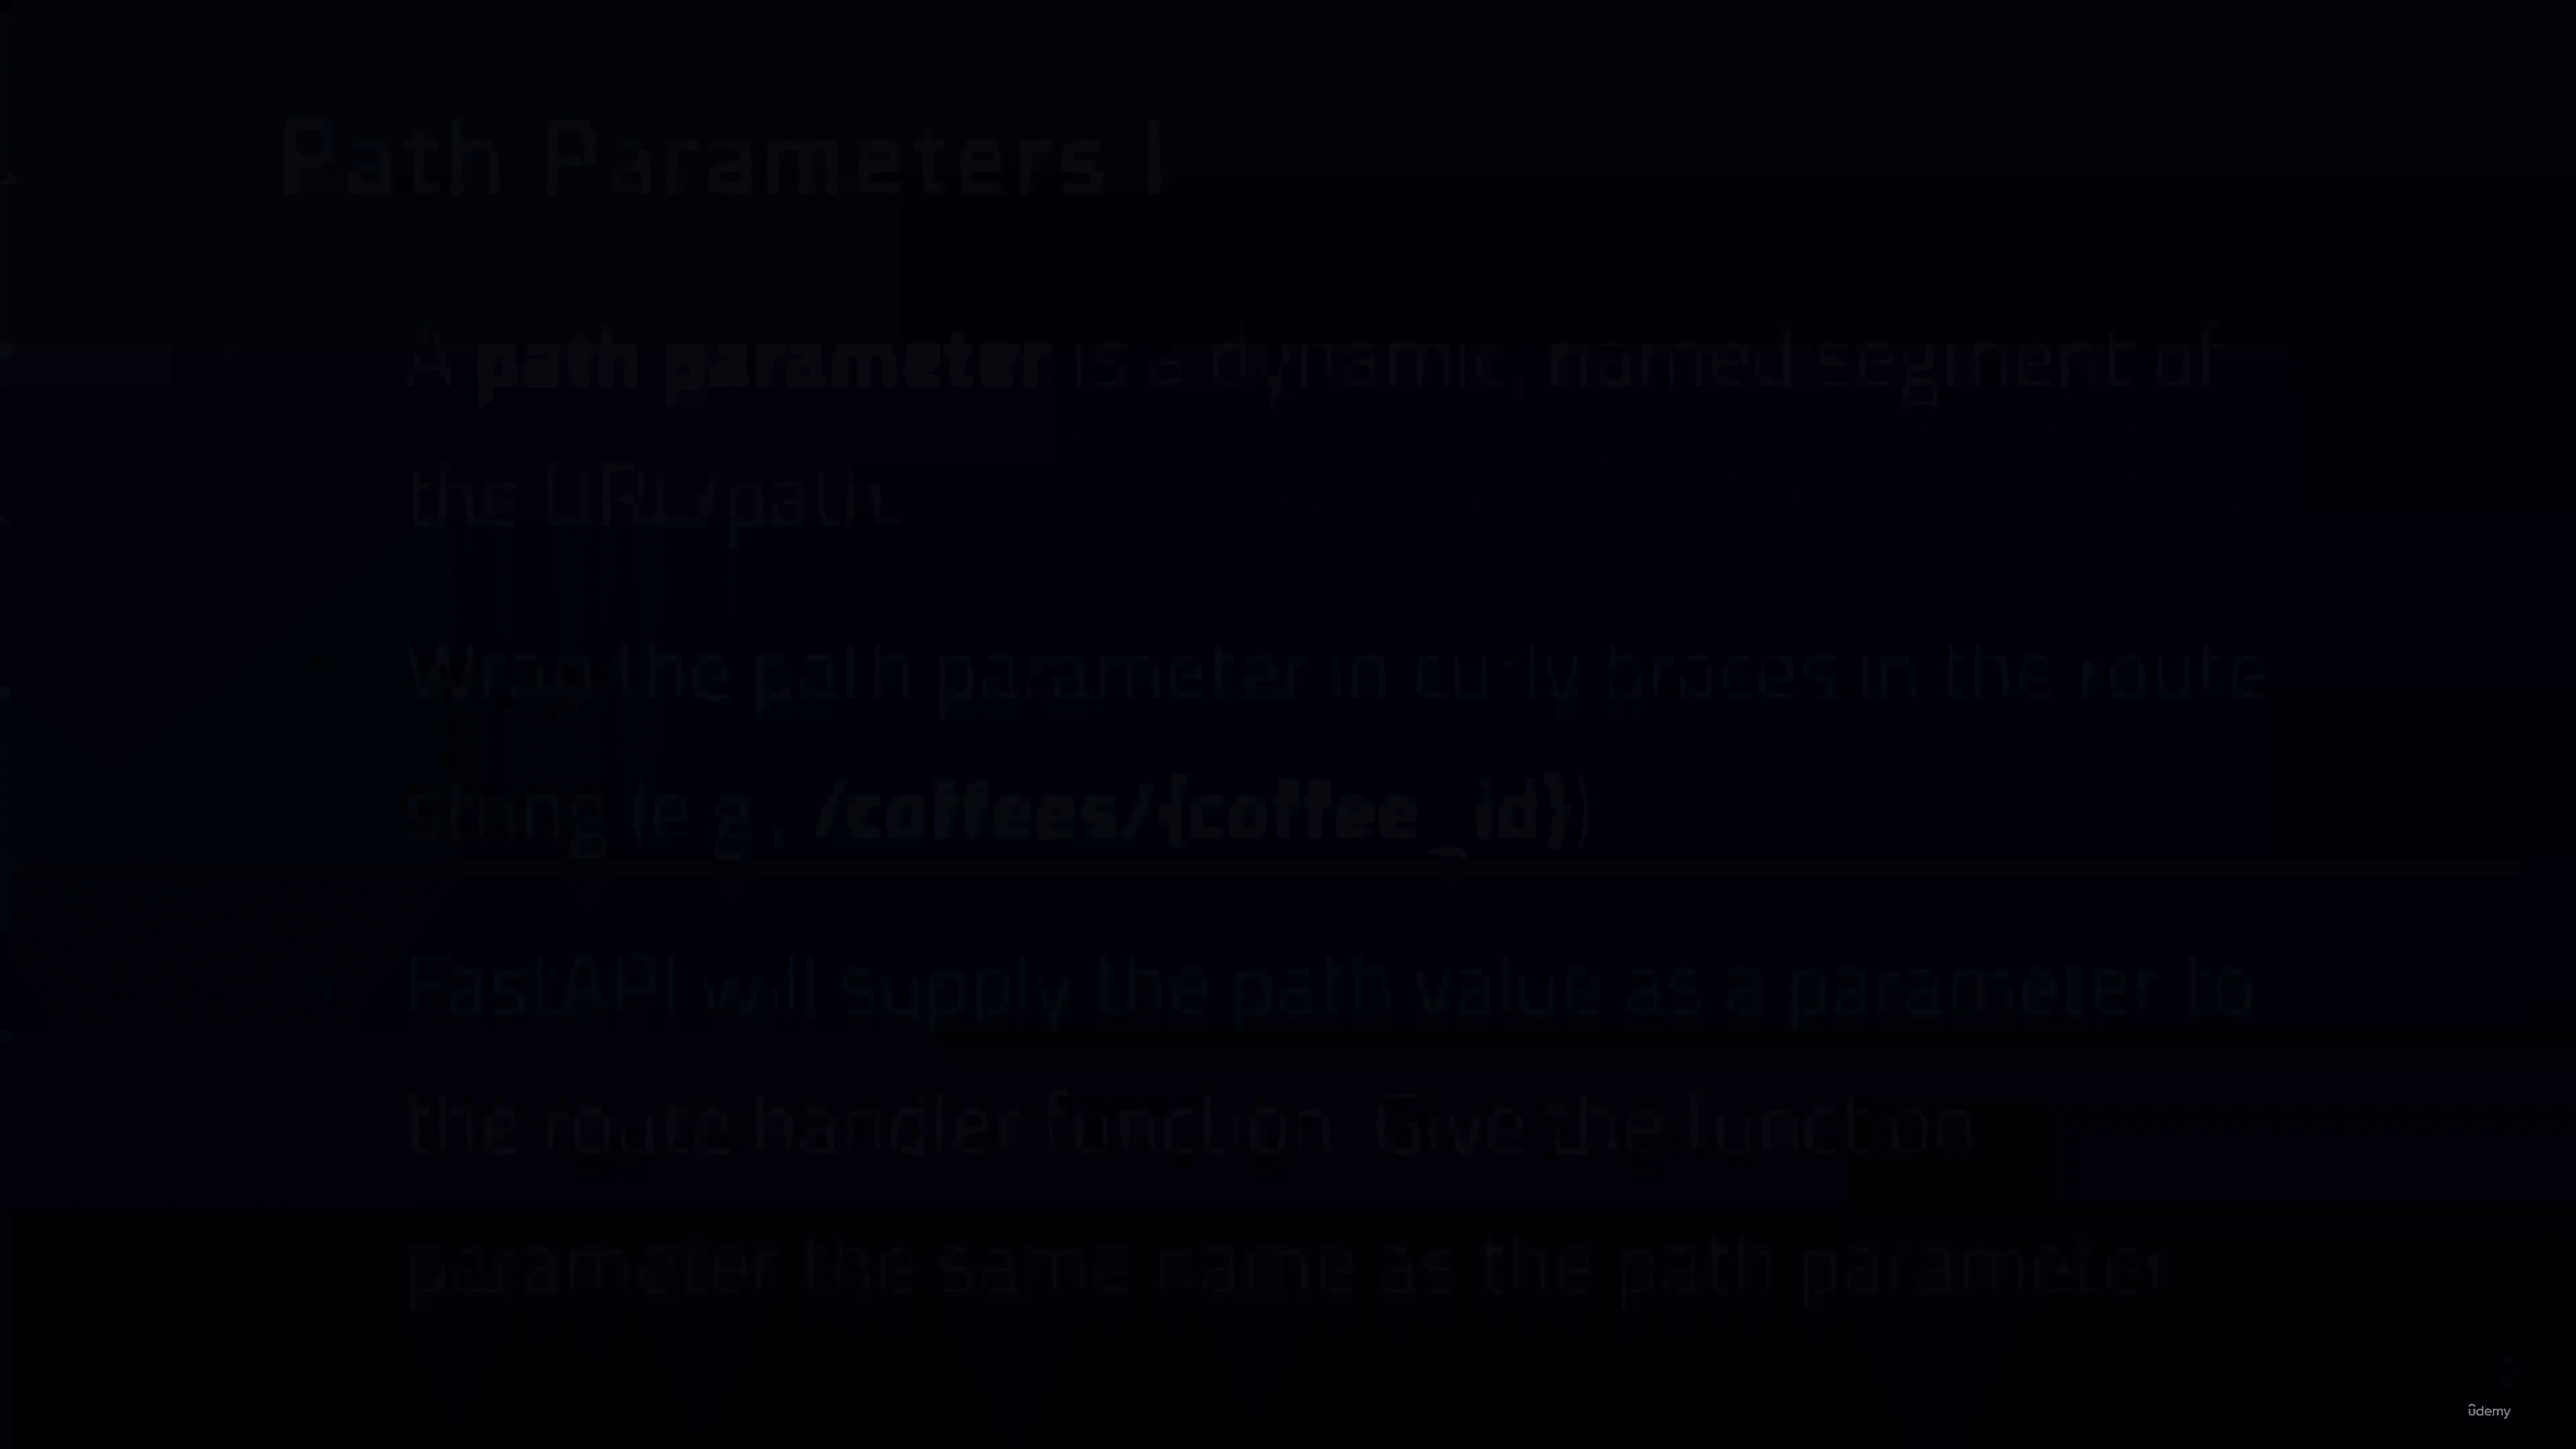 Path Parameters I
A path parameter is a dynamic, named segment of
the URL/path.
Wrap the path parameter in curly braces in the route
string (e.g., /coffees/{coffee_id})
FastAPI will supply the path value as a parameter to
the route handler function. Give the function
parameter the same name as the path parameter
udemy